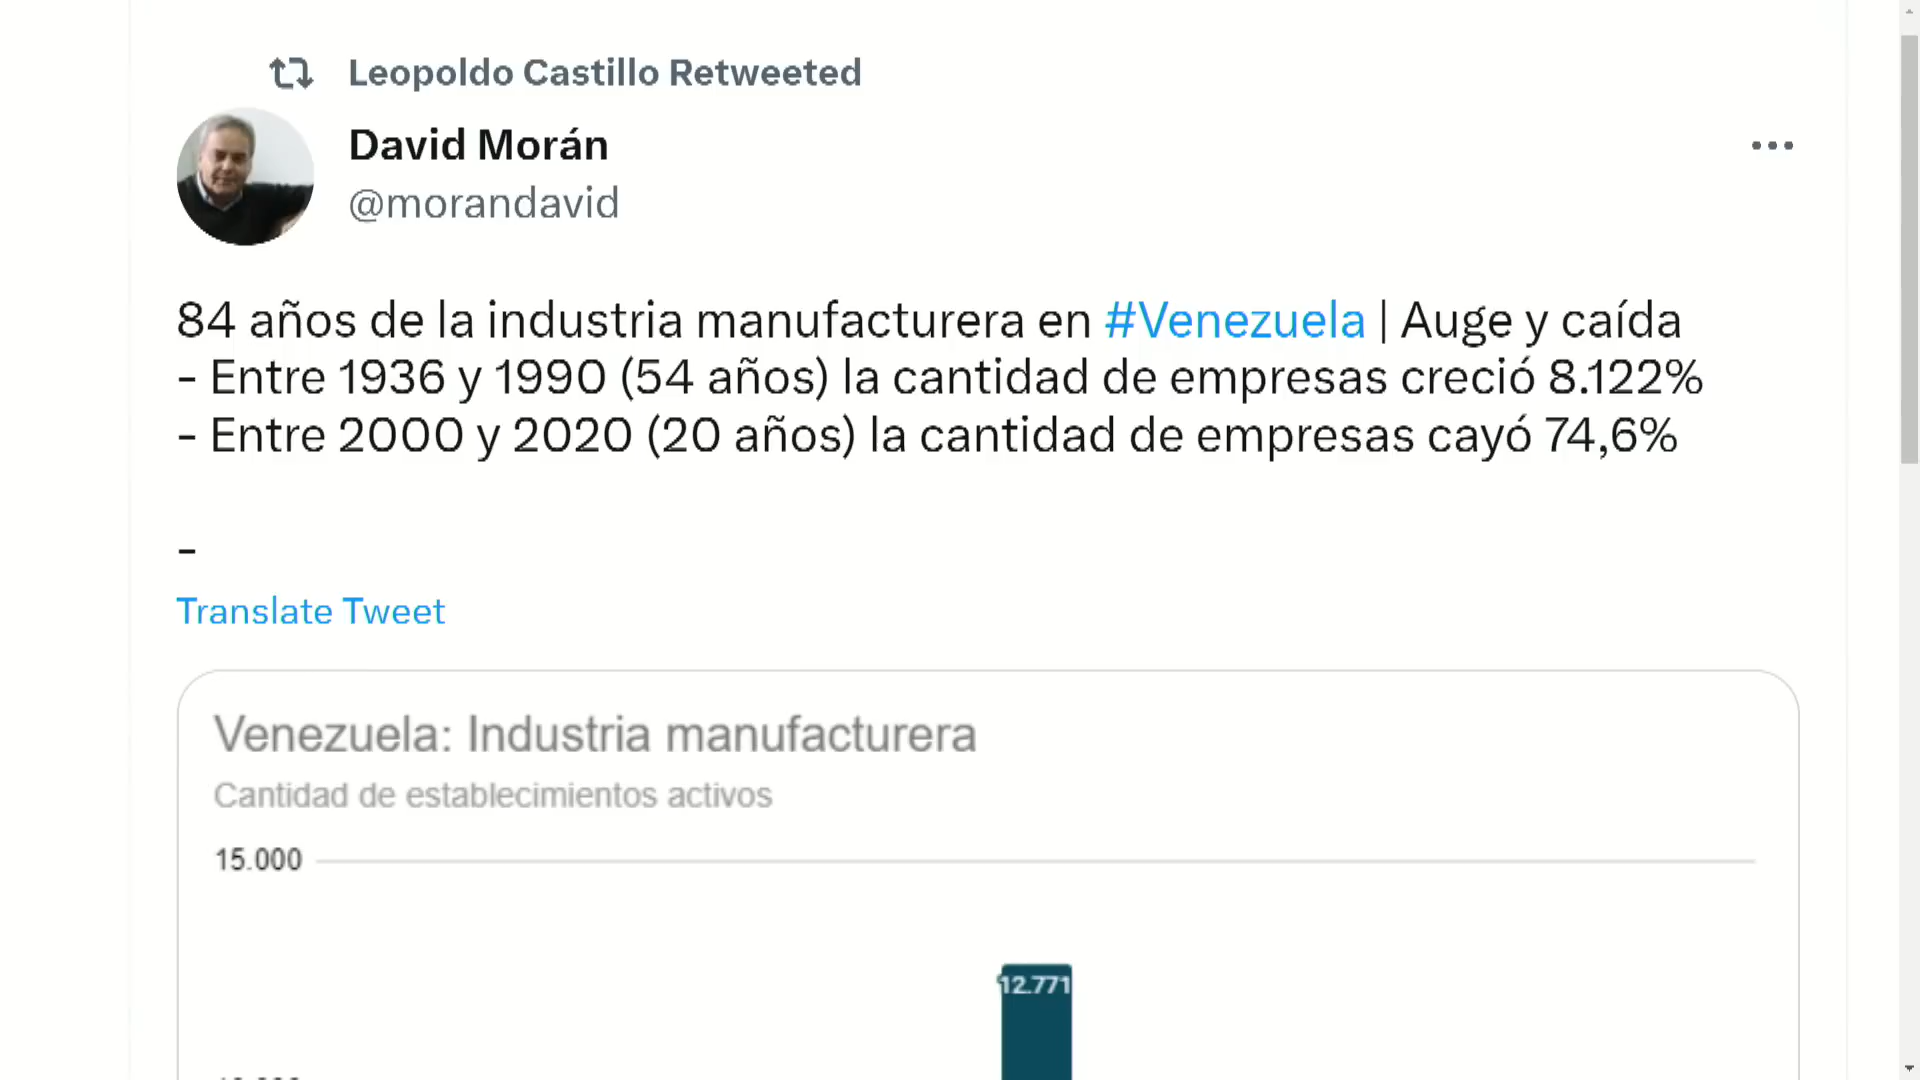 Leopoldo Castillo Retweeted
David Morán
@morandavid
84 años de la industria manufacturera en #Venezuela | Auge y caída
- Entre 1936 y 1990 (54 años) la cantidad de empresas creció 8.122%
- Entre 2000 y 2020 (20 años) la cantidad de empresas cayó 74,6%
-
Translate Tweet
Venezuela: Industria manufacturera
Cantidad de establecimientos activos
15.000
12.771